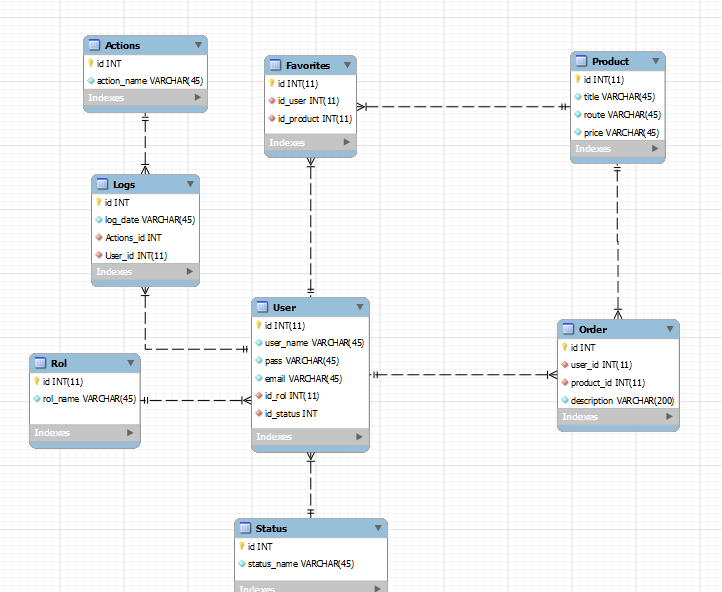 Actions
id INT
action_name VARCHAR(45)
Indexes
Favorites
id INT(11)
id_user INT(11)
id_product INT(11)
Indexes
Product
id INT(11)
title VARCHAR(45)
route VARCHAR(45)
price VARCHAR(45)
Indexes
Logs
id INT
log_date VARCHAR(45)
Actions_id INT
User_id INT(11)
Indexes
User
id INT(11)
user_name VARCHAR(45)
pass VARCHAR(45)
email VARCHAR(45)
id_rol INT(11)
id_status INT
Indexes
Order
id INT
user_id INT(11)
product_id INT(11)
description VARCHAR(200)
Indexes
Rol
id INT(11)
rol_name VARCHAR(45)
Indexes
Status
id INT
status_name VARCHAR(45)
Indexes